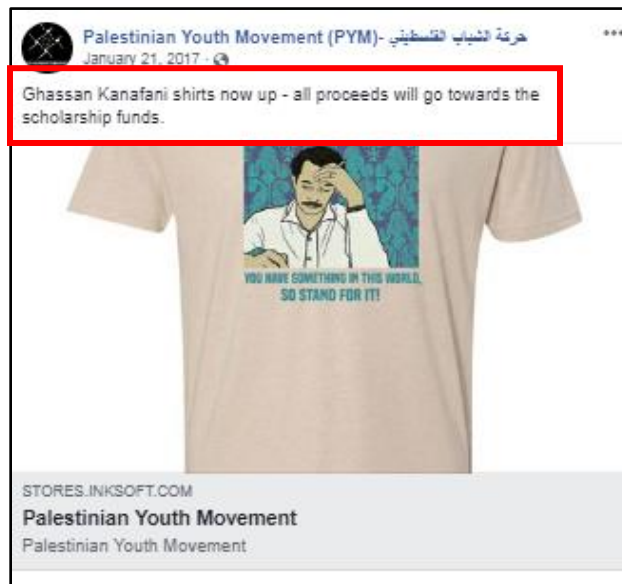 Palestinian Youth Movement (PYM)- حركة الشباب الفلسطيني
January 21, 2017 ·
Ghassan Kanafani shirts now up - all proceeds will go towards the
scholarship funds.
YOU HAVE SOMETHING IN THIS WORLD,
SO STAND FOR IT!
STORES.INKSOFT.COM
Palestinian Youth Movement
Palestinian Youth Movement